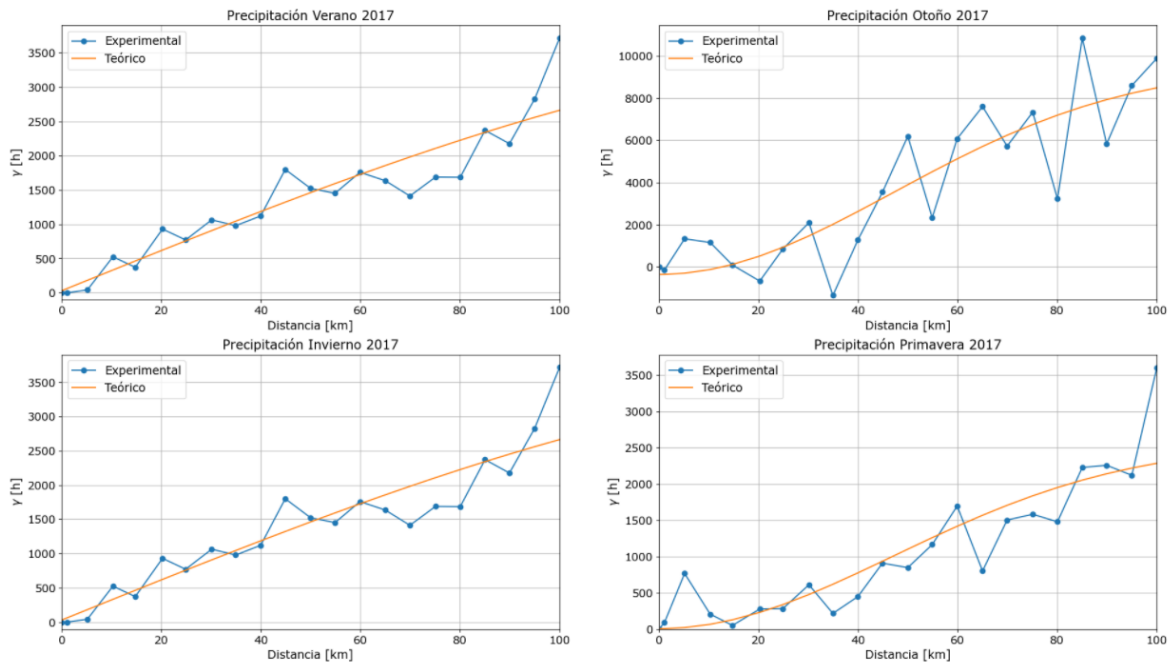 Precipitación Verano 2017
γ [h]
3500
3000
2500
2000
1500
1000
500
0
Experimental
Teórico
0 20 40 60 80 100
Distancia [km]
Precipitación Otoño 2017
γ [h]
10000
8000
6000
4000
2000
0
Experimental
Teórico
0 20 40 60 80 100
Distancia [km]
Precipitación Invierno 2017
γ [h]
3500
3000
2500
2000
1500
1000
500
0
Experimental
Teórico
0 20 40 60 80 100
Distancia [km]
Precipitación Primavera 2017
γ [h]
3500
3000
2500
2000
1500
1000
500
0
Experimental
Teórico
0 20 40 60 80 100
Distancia [km]